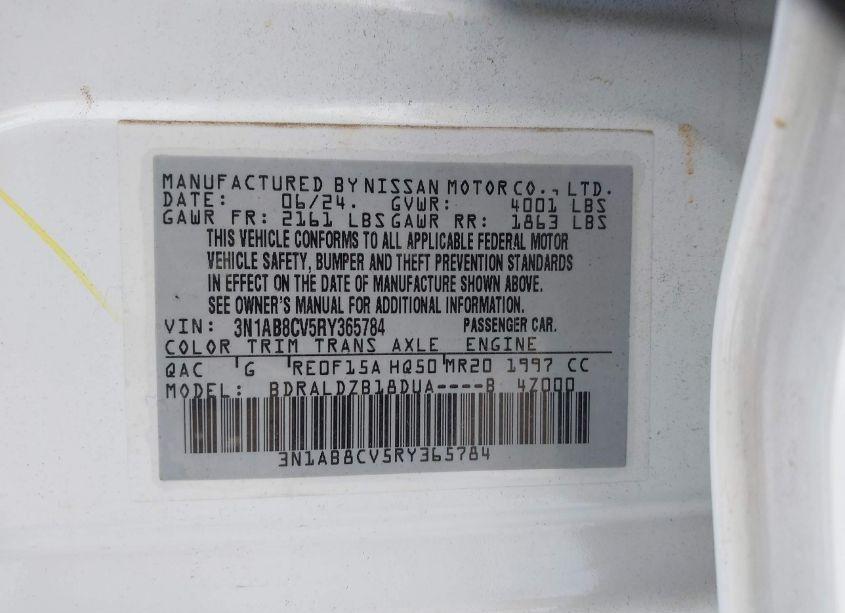 MANUFACTURED BY NISSAN MOTOR CO., LTD.
DATE: 06/24. GVWR: 4001 LBS
GAWR FR: 2161 LBS GAWR RR: 1863 LBS
THIS VEHICLE CONFORMS TO ALL APPLICABLE FEDERAL MOTOR
VEHICLE SAFETY, BUMPER AND THEFT PREVENTION STANDARDS
IN EFFECT ON THE DATE OF MANUFACTURE SHOWN ABOVE.
SEE OWNER'S MANUAL FOR ADDITIONAL INFORMATION.
VIN: 3N1AB8CV5RY365784 PASSENGER CAR.
COLOR TRIM TRANS AXLE ENGINE
QAC G RE0F15A HQ50 MR20 1997 CC
MODEL: BDRALDZB18DUA----B 4Z000
3N1AB8CV5RY365784